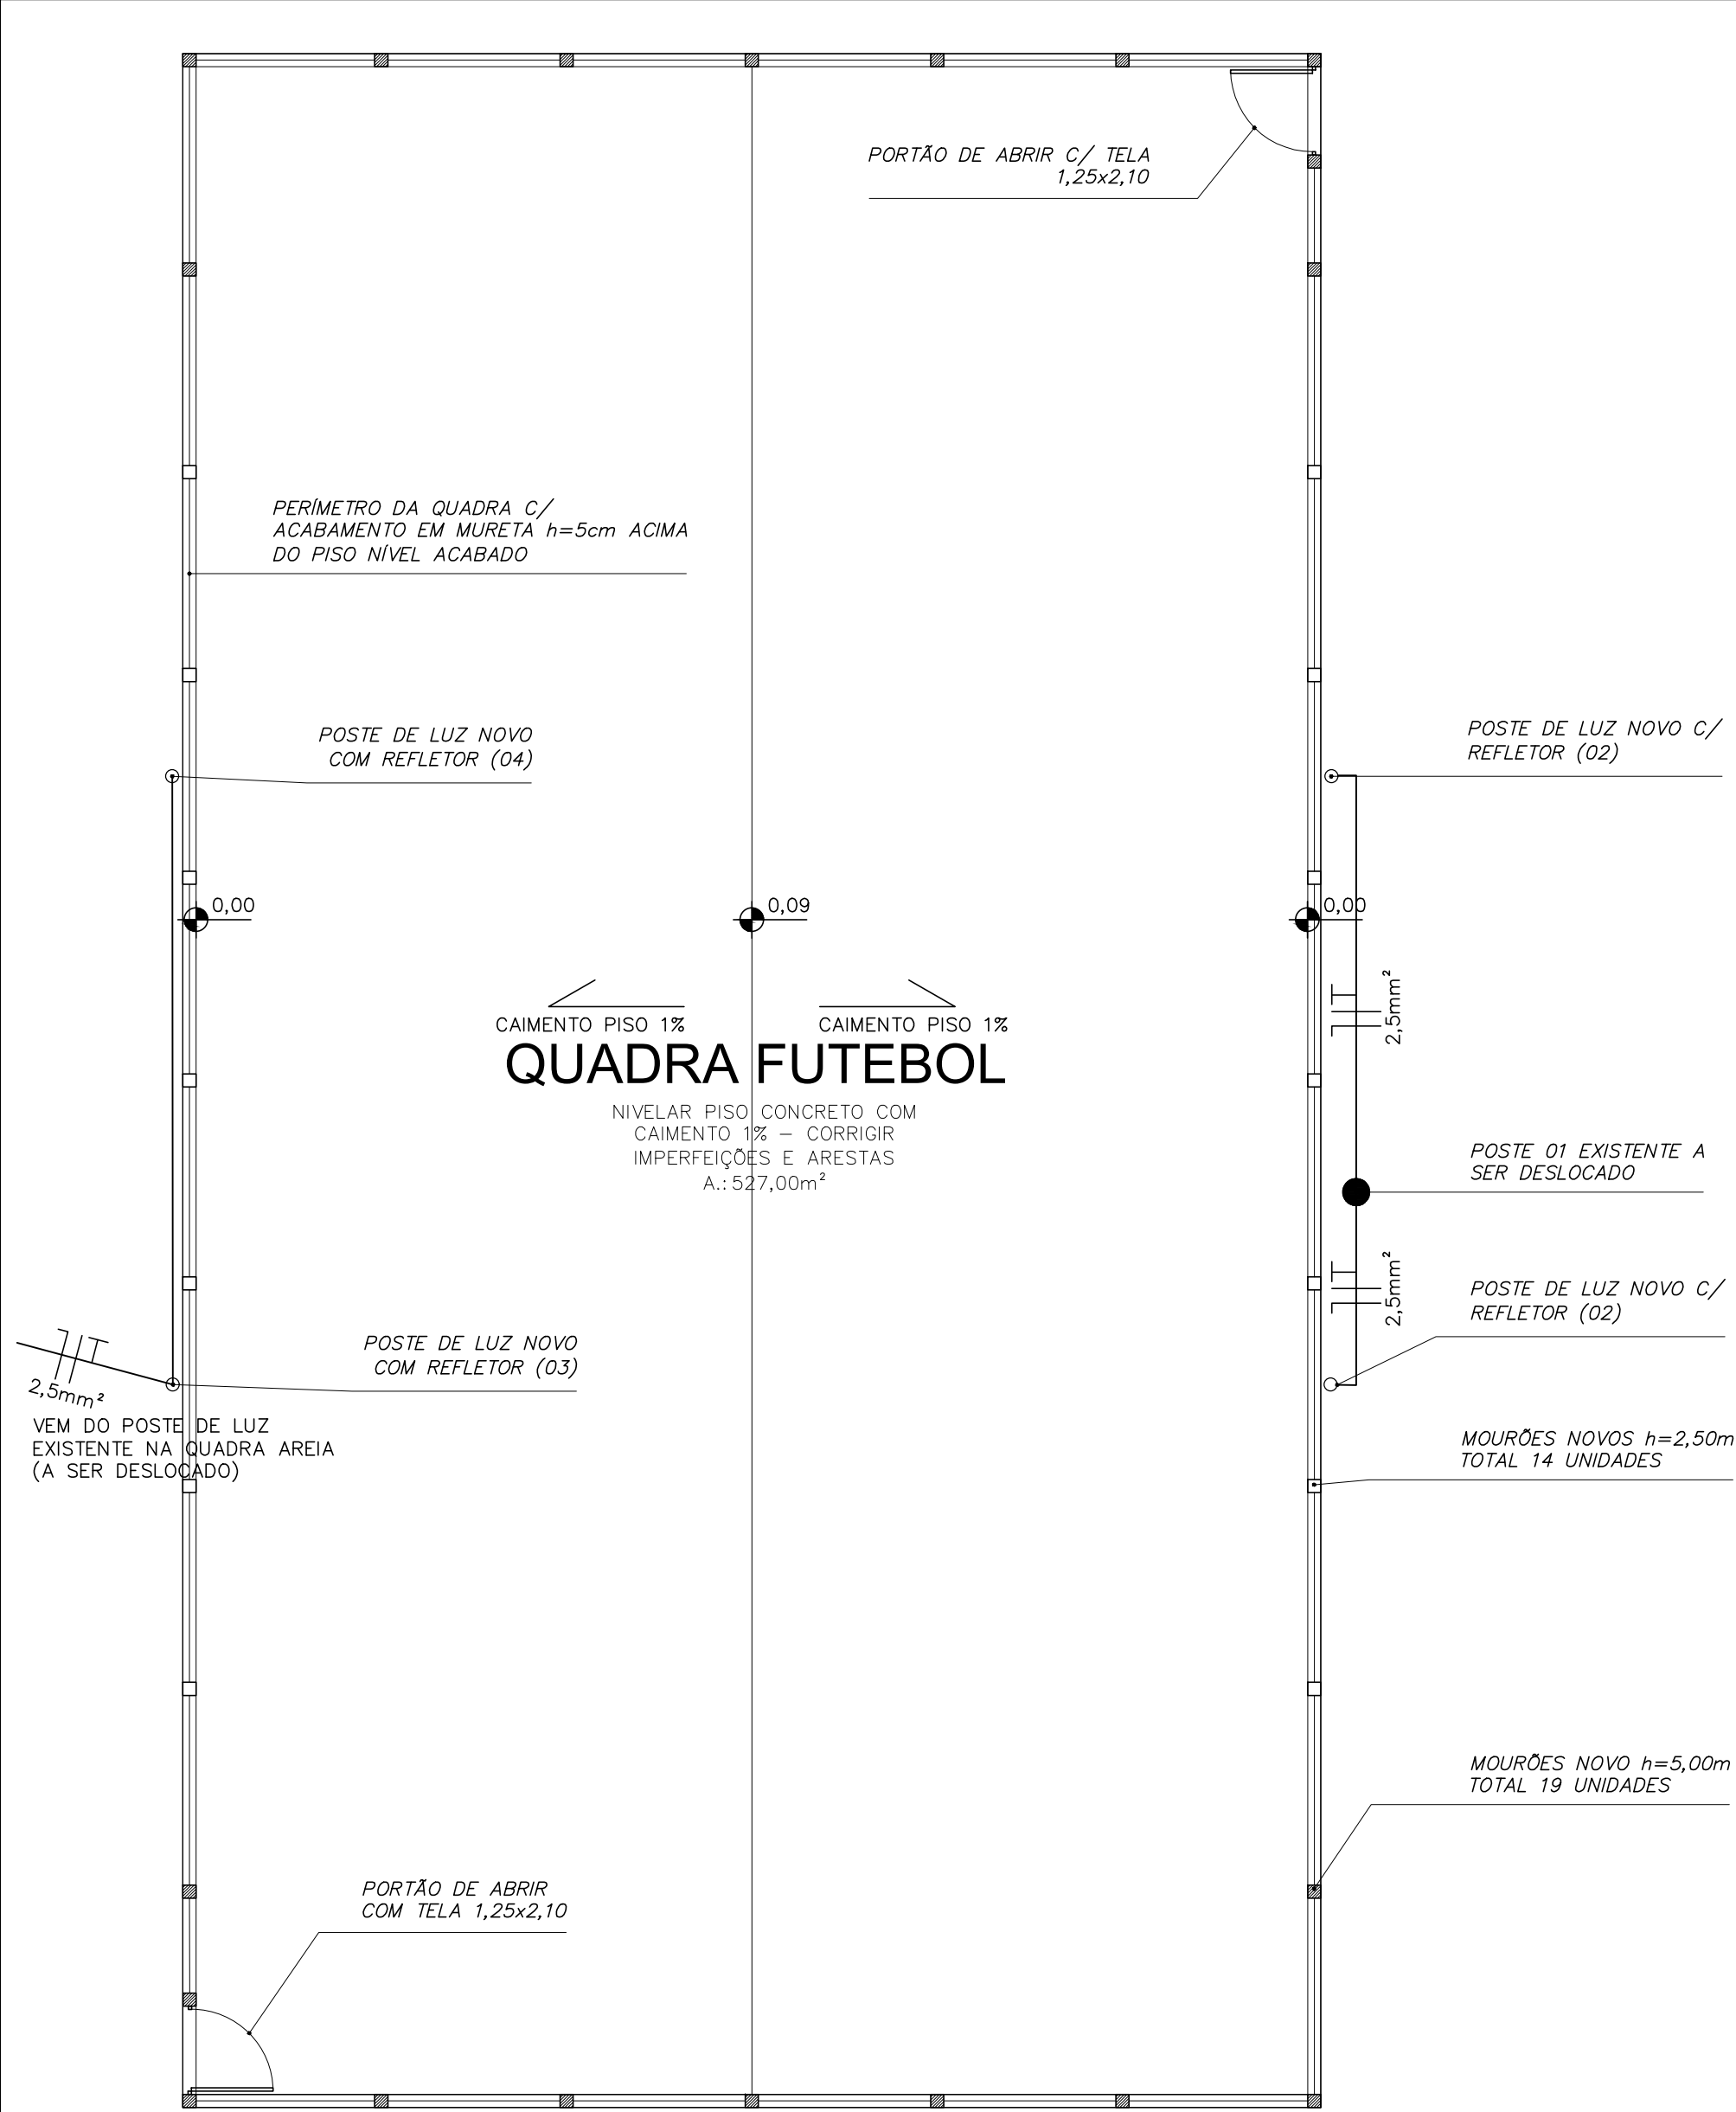 PORTÃO DE ABRIR C/ TELA
1,25x2,10
PERÍMETRO DA QUADRA C/
ACABAMENTO EM MURETA h=5cm ACIMA
DO PISO NÍVEL ACABADO
POSTE DE LUZ NOVO
COM REFLETOR (04)
POSTE DE LUZ NOVO C/
REFLETOR (02)
0,00
0,09
0,00
2,5mm²
CAIMENTO PISO 1%
CAIMENTO PISO 1%
QUADRA FUTEBOL
NIVELAR PISO CONCRETO COM
CAIMENTO 1% – CORRIGIR
IMPERFEIÇÕES E ARESTAS
A.: 527,00m²
POSTE 01 EXISTENTE A
SER DESLOCADO
2,5mm²
POSTE DE LUZ NOVO C/
REFLETOR (02)
POSTE DE LUZ NOVO
COM REFLETOR (03)
2,5mm²
VEM DO POSTE DE LUZ
EXISTENTE NA QUADRA AREIA
(A SER DESLOCADO)
MOURÕES NOVOS h=2,50m
TOTAL 14 UNIDADES
MOURÕES NOVO h=5,00m
TOTAL 19 UNIDADES
PORTÃO DE ABRIR
COM TELA 1,25x2,10